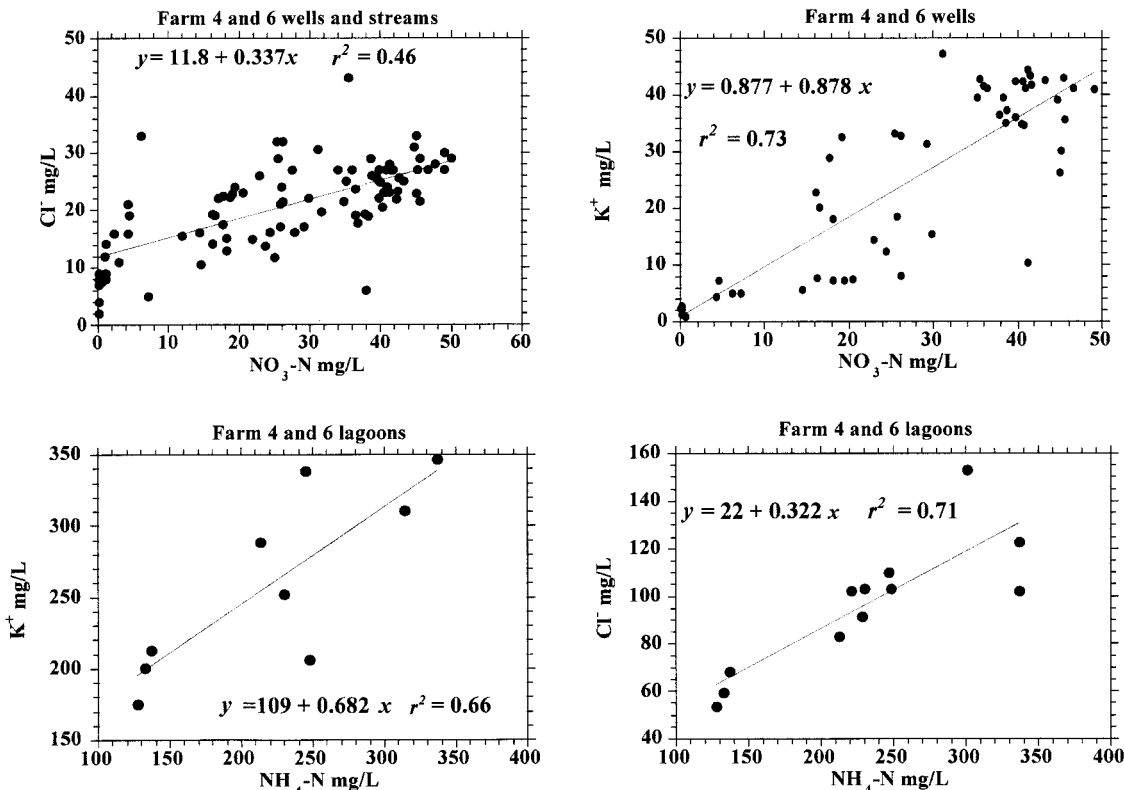 Farm 4 and 6 wells and streams
y= 11.8 + 0.337x r² = 0.46
50
40
30
20
10
0
Cl⁻ mg/L
0 10 20 30 40 50 60
NO₃-N mg/L
Farm 4 and 6 wells
y = 0.877 + 0.878 x
r² = 0.73
50
40
30
20
10
0
K⁺ mg/L
0 10 20 30 40 50
NO₃-N mg/L
Farm 4 and 6 lagoons
350
300
250
200
150
K⁺ mg/L
y =109 + 0.682 x r² = 0.66
100 150 200 250 300 350 400
NH₄-N mg/L
Farm 4 and 6 lagoons
y = 22 + 0.322 x r² = 0.71
160
140
120
100
80
60
40
Cl⁻ mg/L
100 150 200 250 300 350 400
NH₄-N mg/L